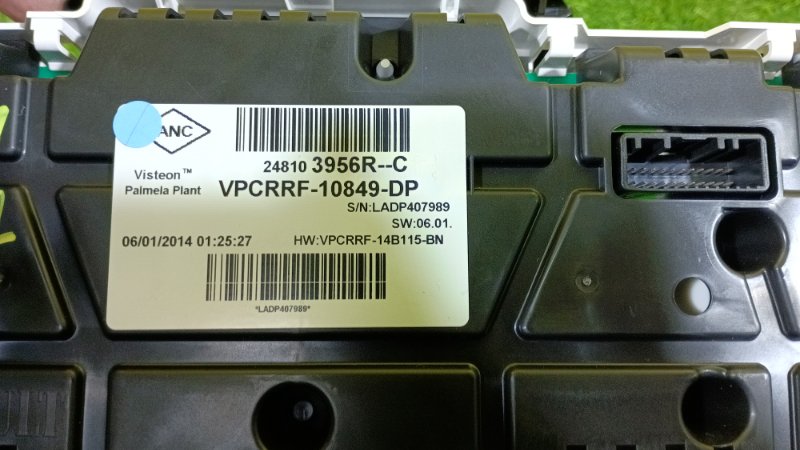 ANC
24810 3956R--C
Visteon™
Palmela Plant
VPCRRF-10849-DP
S/N:LADP407989
SW:06.01.
06/01/2014 01:25:27
HW:VPCRRF-14B115-BN
*LADP407989*